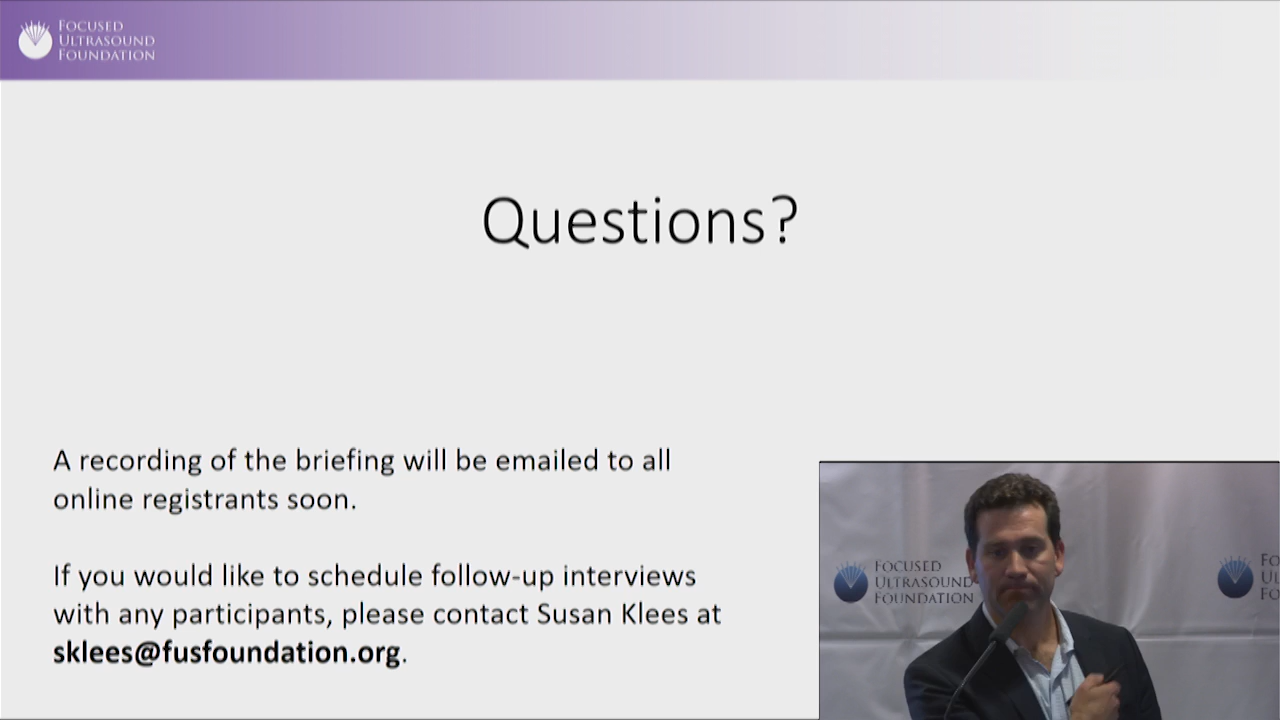 FOCUSED
ULTRASOUND
FOUNDATION
Questions?
A recording of the briefing will be emailed to all
online registrants soon.
If you would like to schedule follow-up interviews
with any participants, please contact Susan Klees at
sklees@fusfoundation.org.
FOCUSED
ULTRASOUND
FOUNDATION